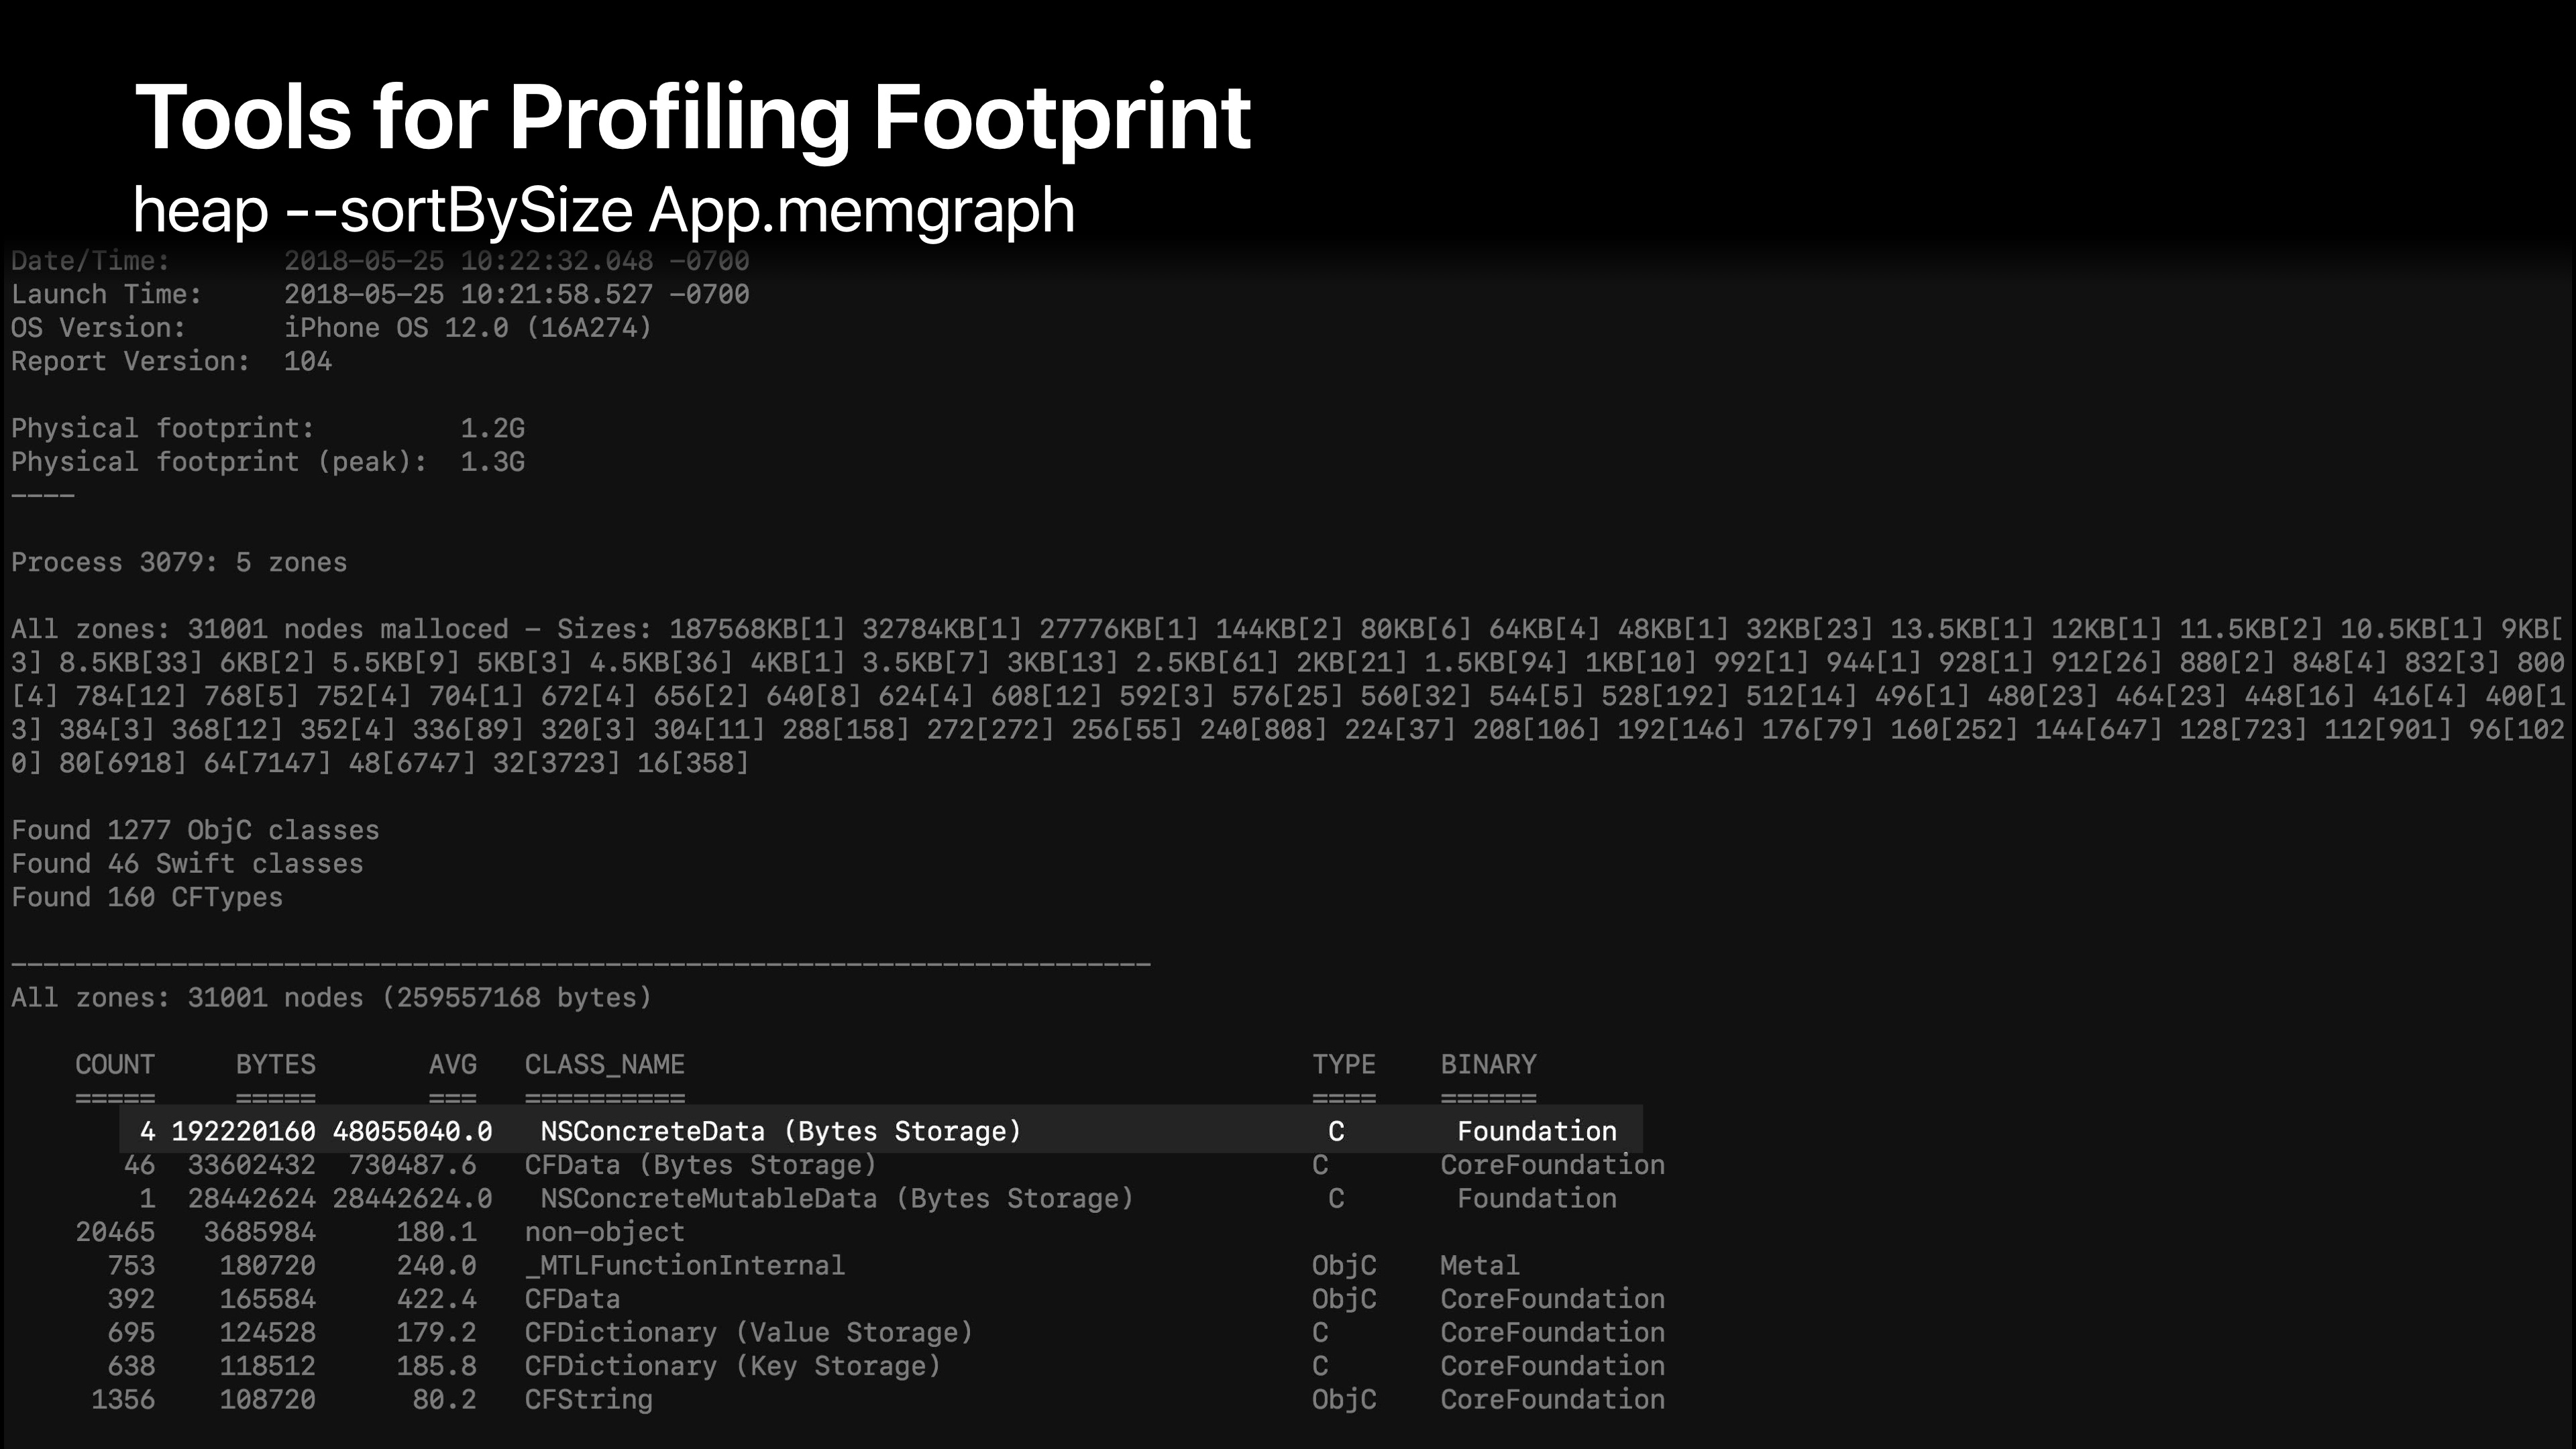 Tools for Profiling Footprint
heap --sortBySize App.memgraph
Date/Time:       2018-05-25 10:22:32.048 -0700
Launch Time:     2018-05-25 10:21:58.527 -0700
OS Version:      iPhone OS 12.0 (16A274)
Report Version:  104
Physical footprint:         1.2G
Physical footprint (peak):  1.3G
----
Process 3079: 5 zones
All zones: 31001 nodes malloced - Sizes: 187568KB[1] 32784KB[1] 27776KB[1] 144KB[2] 80KB[6] 64KB[4] 48KB[1] 32KB[23] 13.5KB[1] 12KB[1] 11.5KB[2] 10.5KB[1] 9KB[
3] 8.5KB[33] 6KB[2] 5.5KB[9] 5KB[3] 4.5KB[36] 4KB[1] 3.5KB[7] 3KB[13] 2.5KB[61] 2KB[21] 1.5KB[94] 1KB[10] 992[1] 944[1] 928[1] 912[26] 880[2] 848[4] 832[3] 800
[4] 784[12] 768[5] 752[4] 704[1] 672[4] 656[2] 640[8] 624[4] 608[12] 592[3] 576[25] 560[32] 544[5] 528[192] 512[14] 496[1] 480[23] 464[23] 448[16] 416[4] 400[1
3] 384[3] 368[12] 352[4] 336[89] 320[3] 304[11] 288[158] 272[272] 256[55] 240[808] 224[37] 208[106] 192[146] 176[79] 160[252] 144[647] 128[723] 112[901] 96[102
0] 80[6918] 64[7147] 48[6747] 32[3723] 16[358]
Found 1277 ObjC classes
Found 46 Swift classes
Found 160 CFTypes
-----------------------------------------------------------------------
All zones: 31001 nodes (259557168 bytes)
COUNT     BYTES       AVG   CLASS_NAME                                       TYPE    BINARY
=====     =====       ===   ==========                                       ====    ======
4 192220160 48055040.0   NSConcreteData (Bytes Storage)                   C       Foundation
46  33602432  730487.6   CFData (Bytes Storage)                           C       CoreFoundation
1  28442624 28442624.0   NSConcreteMutableData (Bytes Storage)            C       Foundation
20465   3685984     180.1   non-object
753    180720     240.0   _MTLFunctionInternal                             ObjC    Metal
392    165584     422.4   CFData                                           ObjC    CoreFoundation
695    124528     179.2   CFDictionary (Value Storage)                     C       CoreFoundation
638    118512     185.8   CFDictionary (Key Storage)                       C       CoreFoundation
1356    108720      80.2   CFString                                         ObjC    CoreFoundation